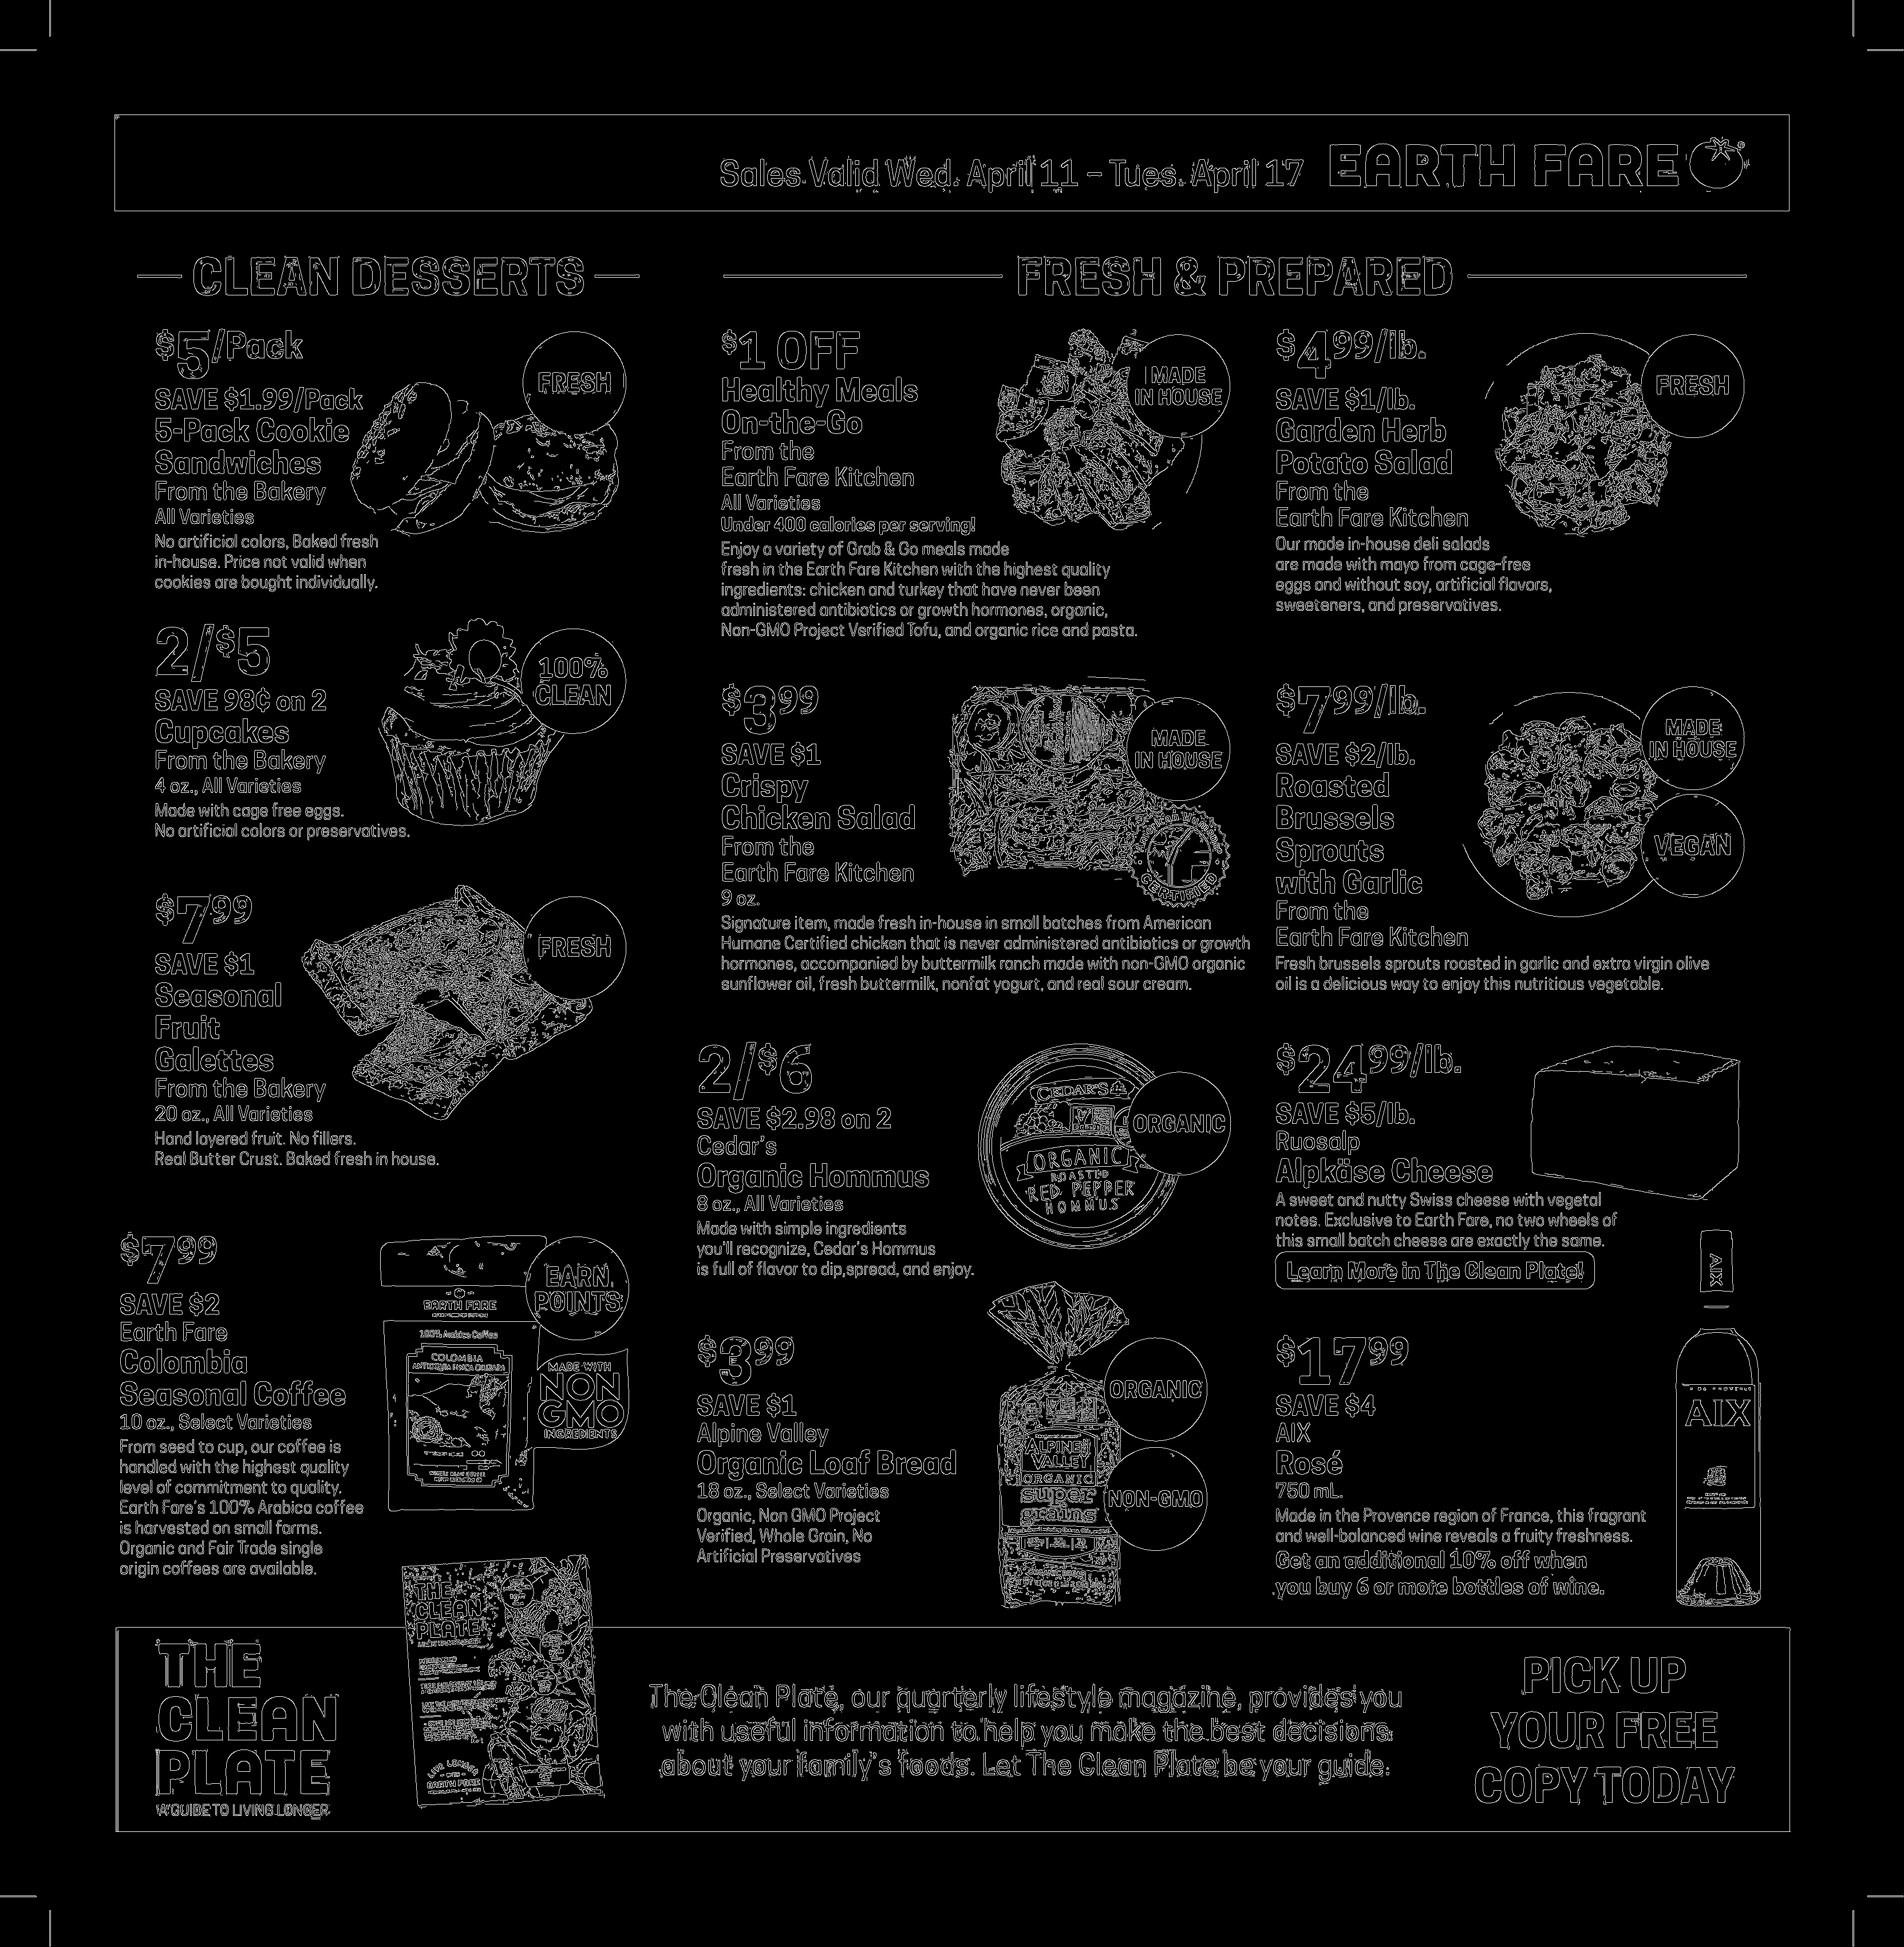 Sales Valid Wed. April 11 – Tues. April 17 EARTH FARE
CLEAN DESSERTS
$5/Pack
SAVE $1.99/Pack
5-Pack Cookie
Sandwiches
From the Bakery
All Varieties
No artificial colors, Baked fresh
in-house. Price not valid when
cookies are bought individually.
FRESH
2/$5
SAVE 98¢ on 2
Cupcakes
From the Bakery
4 oz., All Varieties
Made with cage free eggs.
No artificial colors or preservatives.
100%
CLEAN
$7.99
SAVE $1
Seasonal
Fruit
Galettes
From the Bakery
20 oz., All Varieties
Hand layered fruit. No fillers.
Real Butter Crust. Baked fresh in house.
FRESH
$7.99
SAVE $2
Earth Fare
Colombia
Seasonal Coffee
10 oz., Select Varieties
From seed to cup, our coffee is
handled with the highest quality
level of commitment to quality.
Earth Fare's 100% Arabica coffee
is harvested on small farms.
Organic and Fair Trade single
origin coffees are available.
EARTH FARE
100% Arabica Coffee
COLOMBIA
EARN
POINTS
MADE WITH
NON
GMO
INGREDIENTS
FRESH & PREPARED
$1 OFF
Healthy Meals
On-the-Go
From the
Earth Fare Kitchen
All Varieties
Under 400 calories per serving!
Enjoy a variety of Grab & Go meals made
fresh in the Earth Fare Kitchen with the highest quality
ingredients: chicken and turkey that have never been
administered antibiotics or growth hormones, organic,
Non-GMO Project Verified Tofu, and organic rice and pasta.
MADE
IN HOUSE
$4.99/lb.
SAVE $1/lb.
Garden Herb
Potato Salad
From the
Earth Fare Kitchen
Our made in-house deli salads
are made with mayo from cage-free
eggs and without soy, artificial flavors,
sweeteners, and preservatives.
FRESH
$3.99
SAVE $1
Crispy
Chicken Salad
From the
Earth Fare Kitchen
9 oz.
Signature item, made fresh in-house in small batches from American
Humane Certified chicken that is never administered antibiotics or growth
hormones, accompanied by buttermilk ranch made with non-GMO organic
sunflower oil, fresh buttermilk, nonfat yogurt, and real sour cream.
MADE
IN HOUSE
CERTIFIED
$7.99/lb.
SAVE $2/lb.
Roasted
Brussels
Sprouts
with Garlic
From the
Earth Fare Kitchen
Fresh brussels sprouts roasted in garlic and extra virgin olive
oil is a delicious way to enjoy this nutritious vegetable.
MADE
IN HOUSE
VEGAN
2/$6
SAVE $2.98 on 2
Cedar's
Organic Hommus
8 oz., All Varieties
Made with simple ingredients
you'll recognize, Cedar's Hommus
is full of flavor to dip,spread, and enjoy.
CEDAR'S
ORGANIC
ROASTED
RED PEPPER
HOMMUS
ORGANIC
$24.99/lb.
SAVE $5/lb.
Ruosalp
Alpkäse Cheese
A sweet and nutty Swiss cheese with vegetal
notes. Exclusive to Earth Fare, no two wheels of
this small batch cheese are exactly the same.
Learn More in The Clean Plate!
$3.99
SAVE $1
Alpine Valley
Organic Loaf Bread
18 oz., Select Varieties
Organic, Non GMO Project
Verified, Whole Grain, No
Artificial Preservatives
ALPINE
VALLEY
ORGANIC
super
grains
ORGANIC
NON-GMO
$17.99
SAVE $4
AIX
Rosé
750 mL.
Made in the Provence region of France, this fragrant
and well-balanced wine reveals a fruity freshness.
Get an additional 10% off when
you buy 6 or more bottles of wine.
AIX
AIX
THE
CLEAN
PLATE
A GUIDE TO LIVING LONGER
THE
CLEAN
PLATE
LIVE LONGER
WITH
EARTH FARE
The Clean Plate, our quarterly lifestyle magazine, provides you
with useful information to help you make the best decisions
about your family's foods. Let The Clean Plate be your guide.
PICK UP
YOUR FREE
COPY TODAY